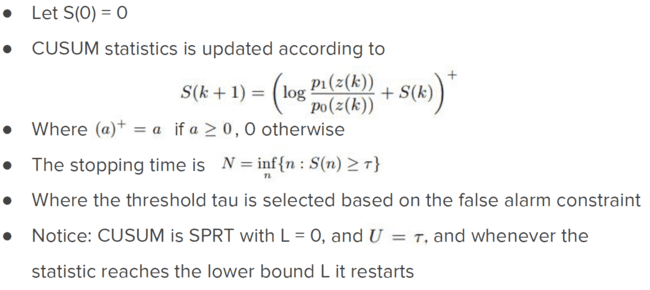 • Let S(0) = 0
• CUSUM statistics is updated according to
S(k + 1) = (log p₁(z(k))/p₀(z(k)) + S(k))⁺
• Where (a)⁺ = a if a ≥ 0, 0 otherwise
• The stopping time is N = inf_n{n : S(n) ≥ τ}
• Where the threshold tau is selected based on the false alarm constraint
• Notice: CUSUM is SPRT with L = 0, and U = τ, and whenever the
statistic reaches the lower bound L it restarts